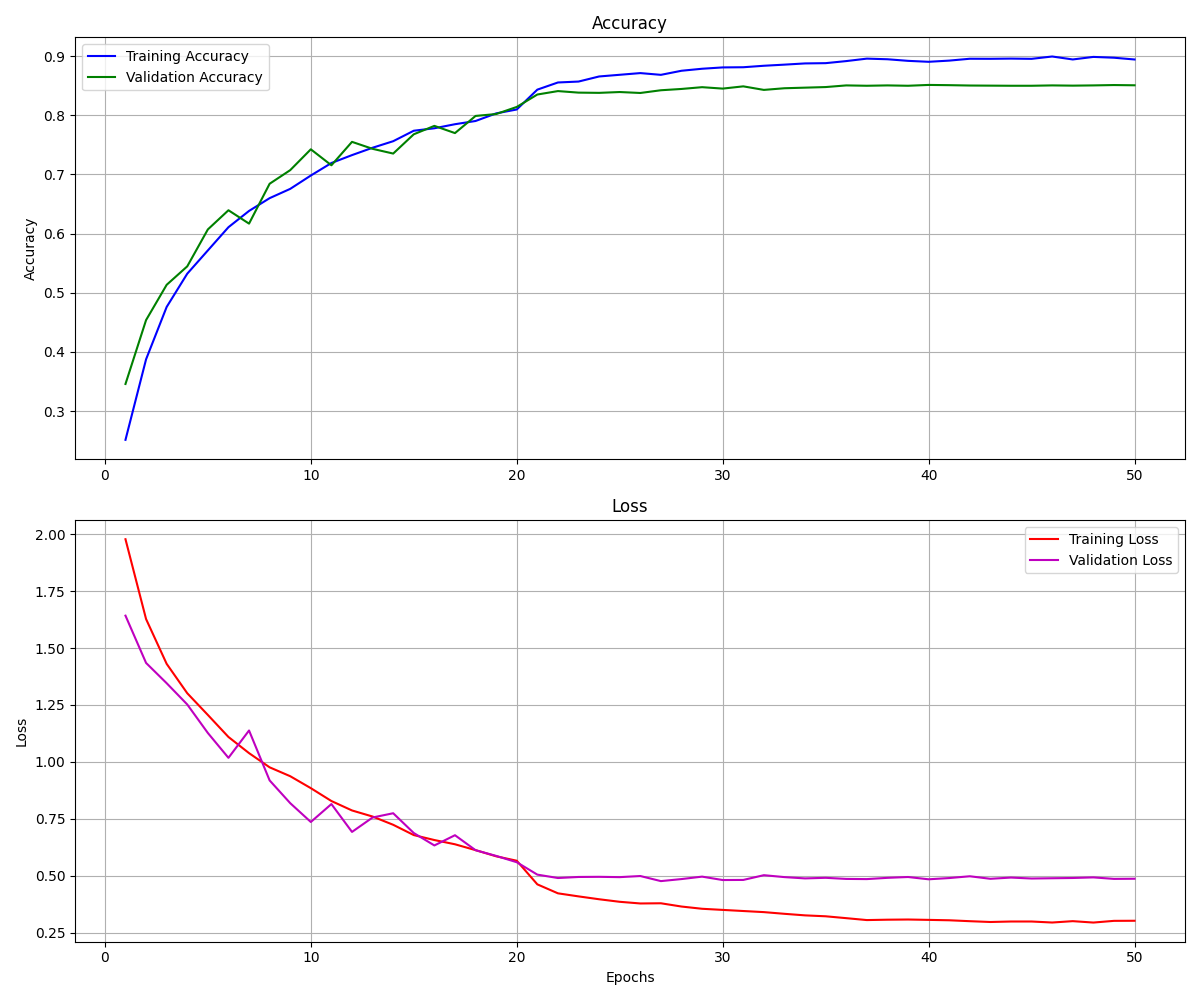 Accuracy
Training Accuracy
Validation Accuracy
Accuracy
0.9
0.8
0.7
0.6
0.5
0.4
0.3
0 10 20 30 40 50
Loss
Training Loss
Validation Loss
Loss
2.00
1.75
1.50
1.25
1.00
0.75
0.50
0.25
0 10 20 30 40 50
Epochs